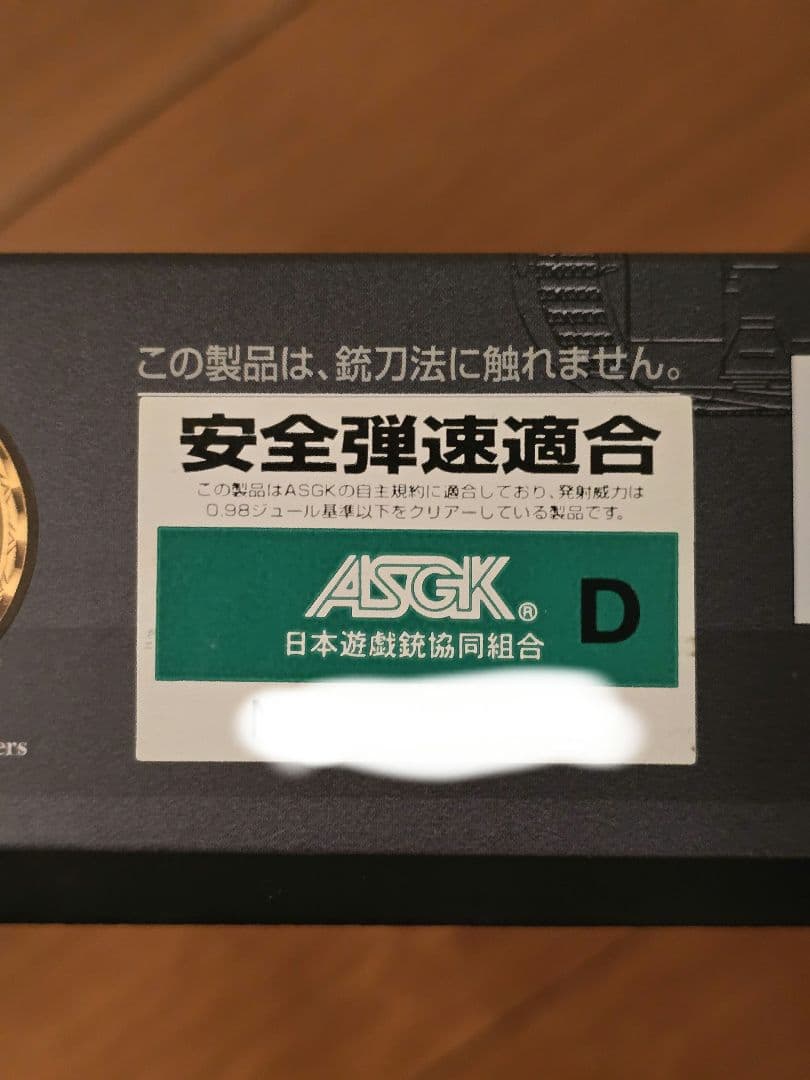 この製品は、銃刀法に触れません。
安全弾速適合
この製品はASGKの自主規約に適合しており、発射威力は
0.98ジュール基準以下をクリアーしている製品です。
ASGK® D
日本遊戯銃協同組合
ers